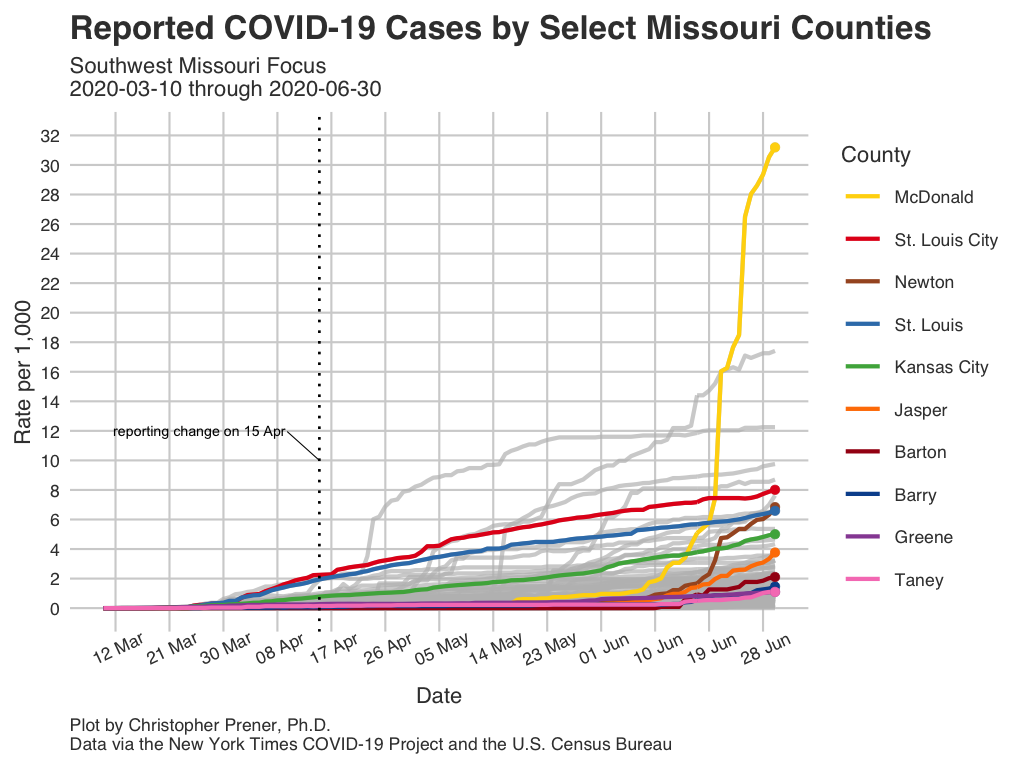 Reported COVID-19 Cases by Select Missouri Counties
Southwest Missouri Focus
2020-03-10 through 2020-06-30
Rate per 1,000
32
30
28
26
24
22
20
18
16
14
12
10
8
6
4
2
0
reporting change on 15 Apr
12 Mar
21 Mar
30 Mar
08 Apr
17 Apr
26 Apr
05 May
14 May
23 May
01 Jun
10 Jun
19 Jun
28 Jun
Date
County
McDonald
St. Louis City
Newton
St. Louis
Kansas City
Jasper
Barton
Barry
Greene
Taney
Plot by Christopher Prener, Ph.D.
Data via the New York Times COVID-19 Project and the U.S. Census Bureau